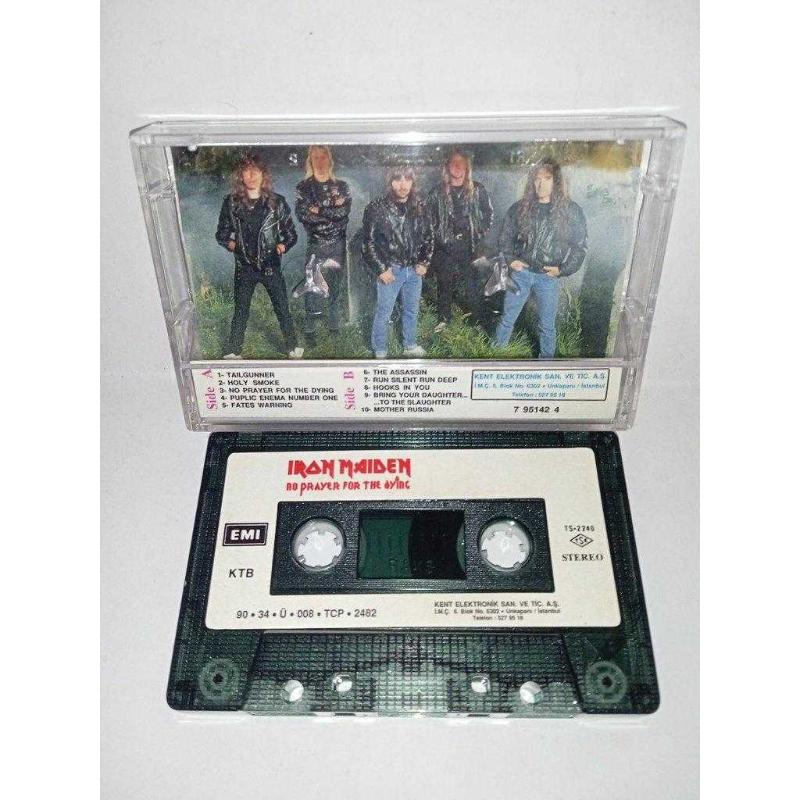 Side A
1- TAILGUNNER
2- HOLY SMOKE
3- NO PRAYER FOR THE DYING
4- PUPLIC ENEMA NUMBER ONE
5- FATES WARNING
Side B
6- THE ASSASSIN
7- RUN SILENT RUN DEEP
8- HOOKS IN YOU
9- BRING YOUR DAUGHTER...
...TO THE SLAUGHTER
10- MOTHER RUSSIA
KENT ELEKTRONİK SAN. VE TİC. A.Ş.
İ.M.Ç. 6. Blok No. 6302 • Unkapanı / İstanbul
Telefon : 527 95 18
7 95142 4
IRON MAIDEN
NO PRAYER FOR THE DYING
EMI
KTB
TS-2240
TSE
STEREO
90 • 34 • Ü • 008 • TCP • 2482
KENT ELEKTRONİK SAN. VE TİC. A.Ş.
İ.M.Ç. 6. Blok No. 6302 • Unkapanı / İstanbul
Telefon : 527 95 18